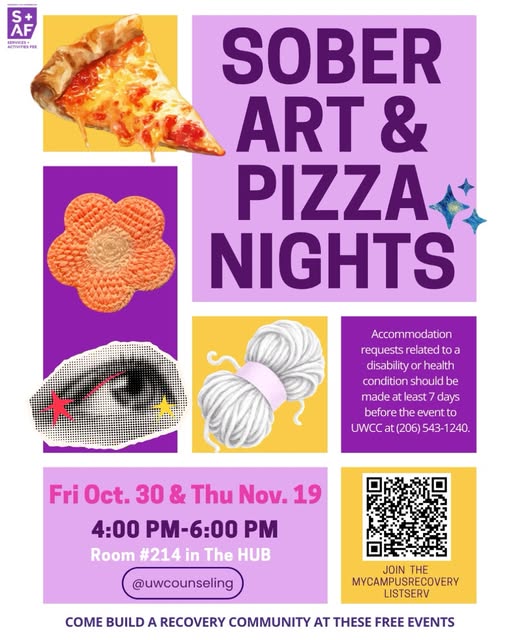 S+
AF
SERVICES +
ACTIVITIES FEE
SOBER
ART &
PIZZA
NIGHTS
Accommodation
requests related to a
disability or health
condition should be
made at least 7 days
before the event to
UWCC at (206) 543-1240.
Fri Oct. 30 & Thu Nov. 19
4:00 PM-6:00 PM
Room #214 in The HUB
@uwcounseling
JOIN THE
MYCAMPUSRECOVERY
LISTSERV
COME BUILD A RECOVERY COMMUNITY AT THESE FREE EVENTS